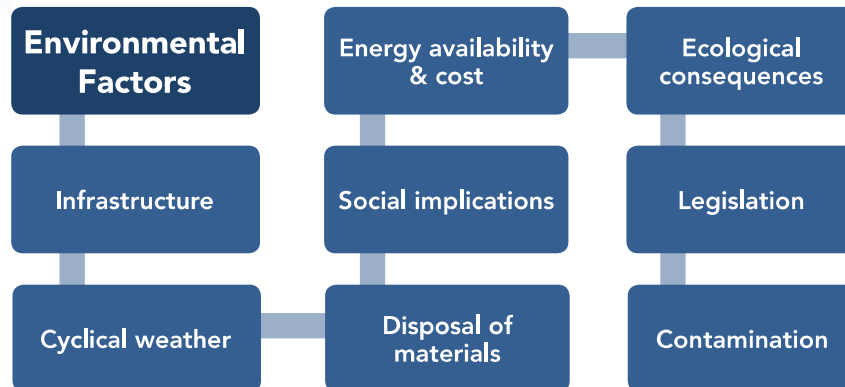 Environmental
Factors
Infrastructure
Cyclical weather
Disposal of
materials
Social implications
Energy availability
& cost
Ecological
consequences
Legislation
Contamination